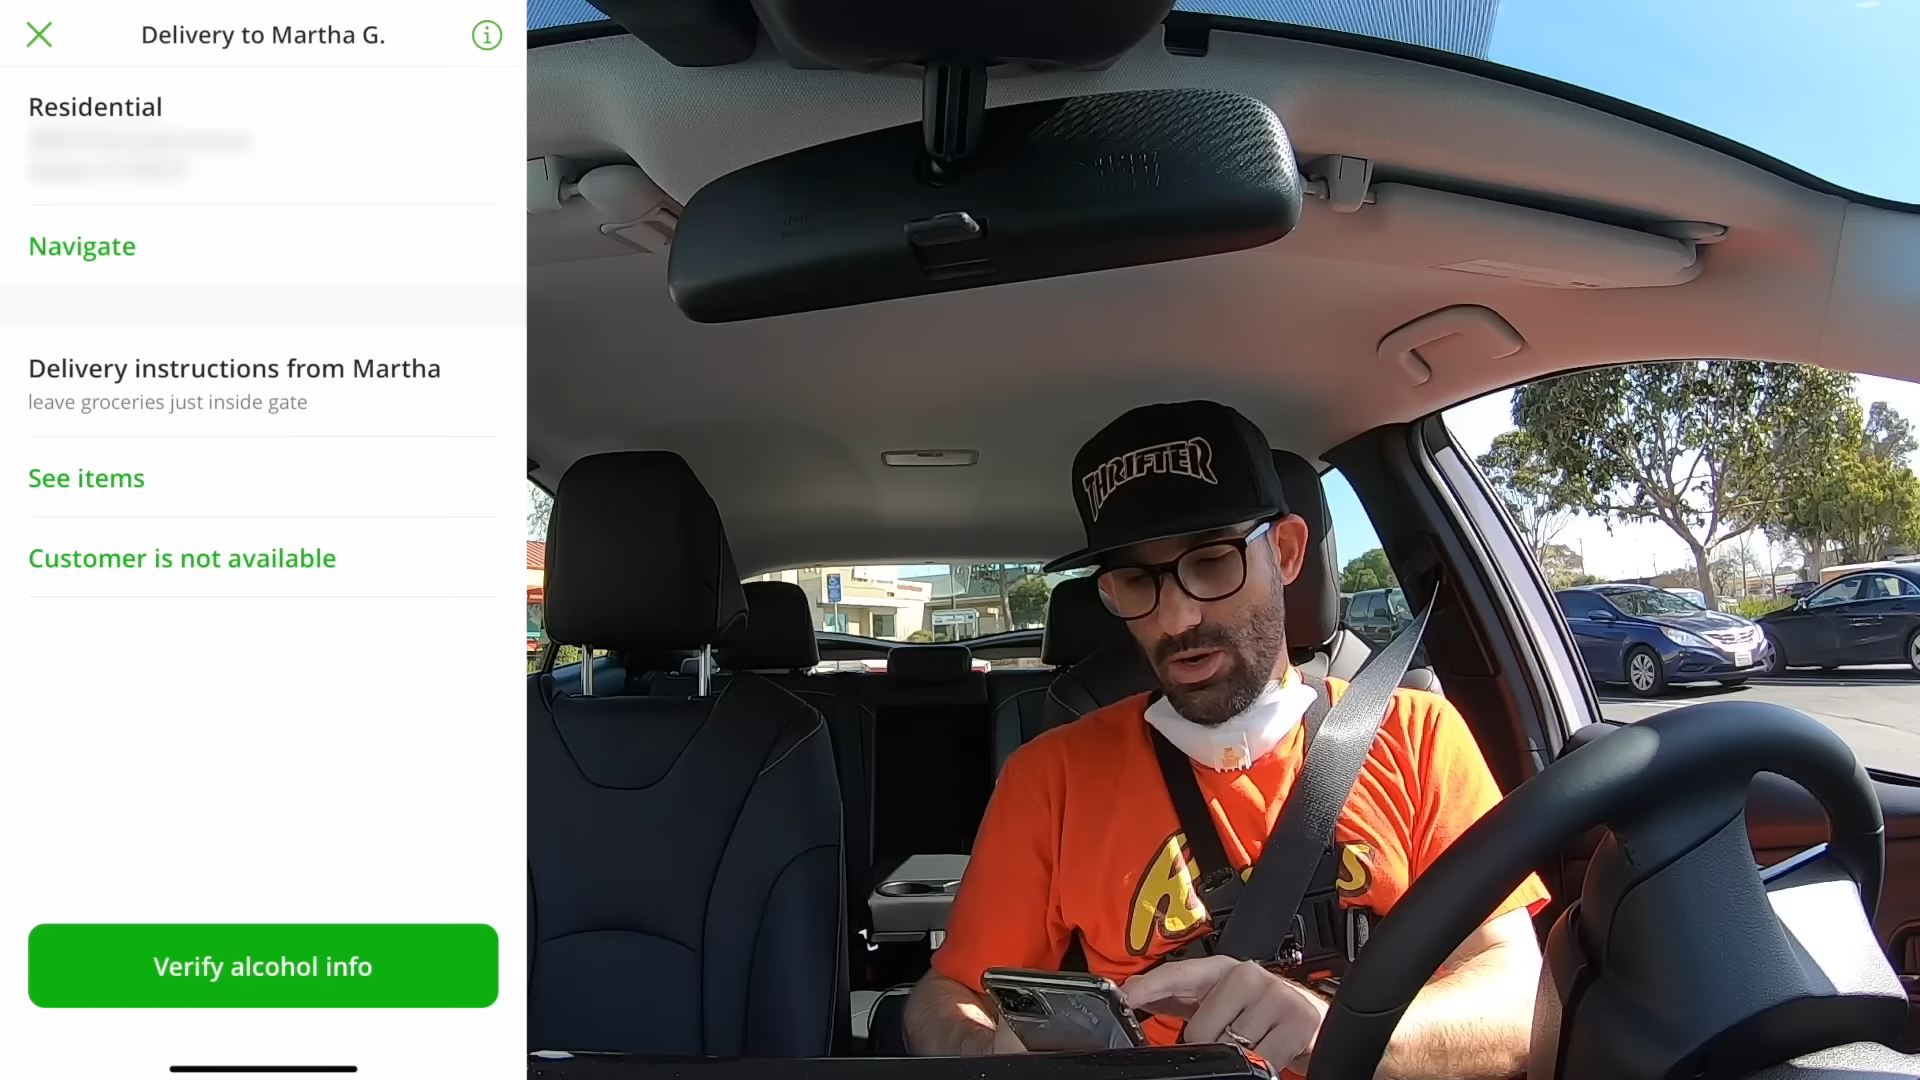 Delivery to Martha G.
Residential
Navigate
Delivery instructions from Martha
leave groceries just inside gate
See items
Customer is not available
Verify alcohol info
THRIFTER